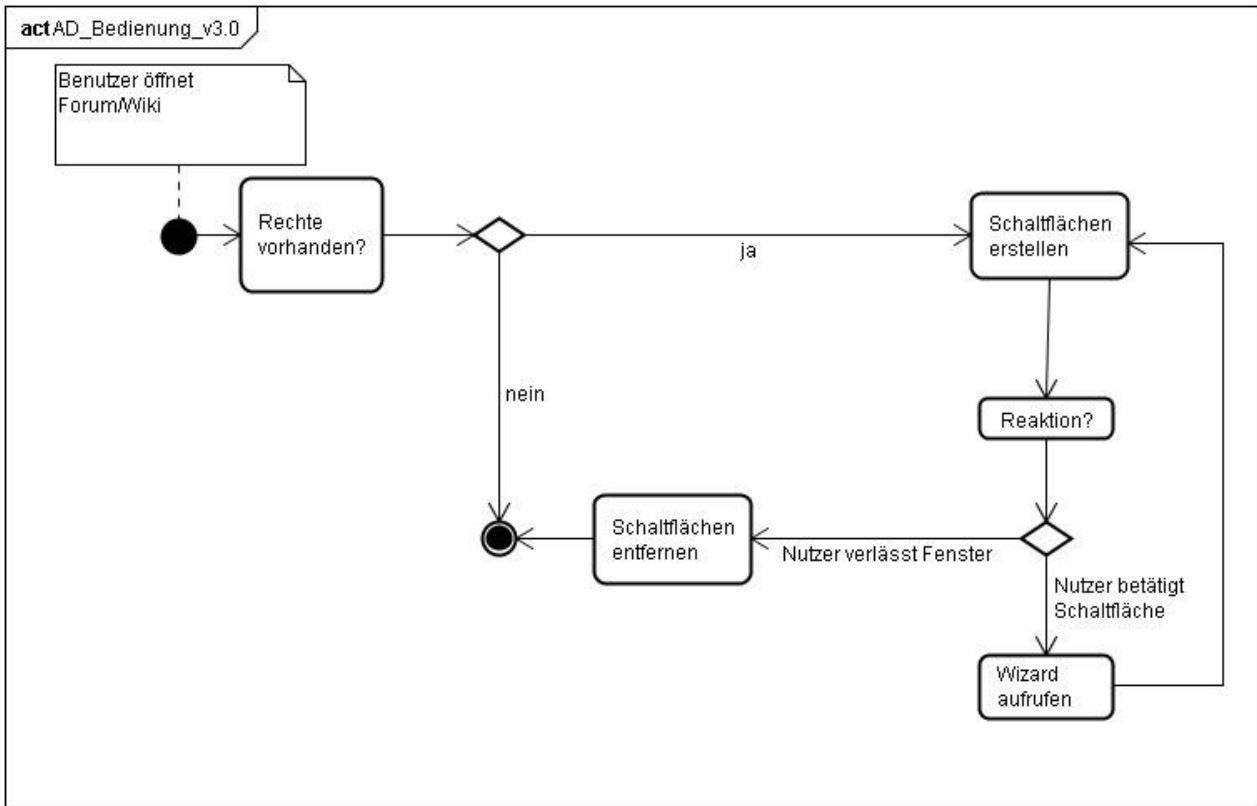 act AD_Bedienung_v3.0
Benutzer öffnet
Forum/Wiki
Rechte
vorhanden?
ja
Schaltflächen
erstellen
nein
Reaktion?
Schaltflächen
entfernen
Nutzer verlässt Fenster
Nutzer betätigt
Schaltfläche
Wizard
aufrufen